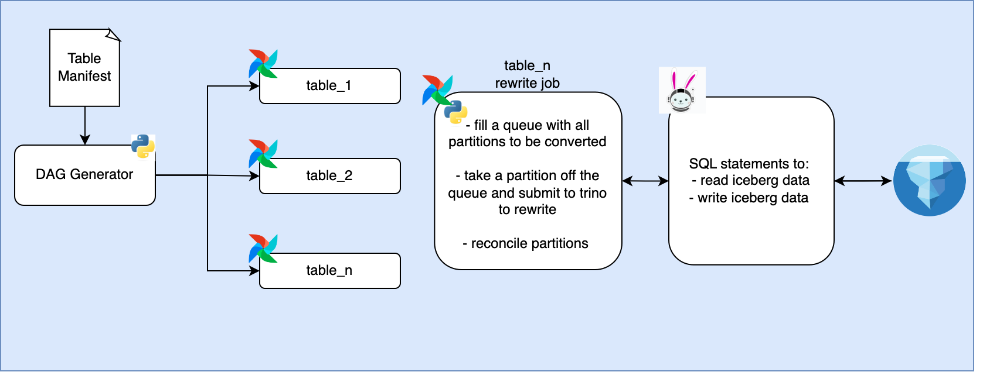 Table
Manifest
DAG Generator
table_1
table_2
table_n
table_n
rewrite job
- fill a queue with all
partitions to be converted
- take a partition off the
queue and submit to trino
to rewrite
- reconcile partitions
SQL statements to:
- read iceberg data
- write iceberg data